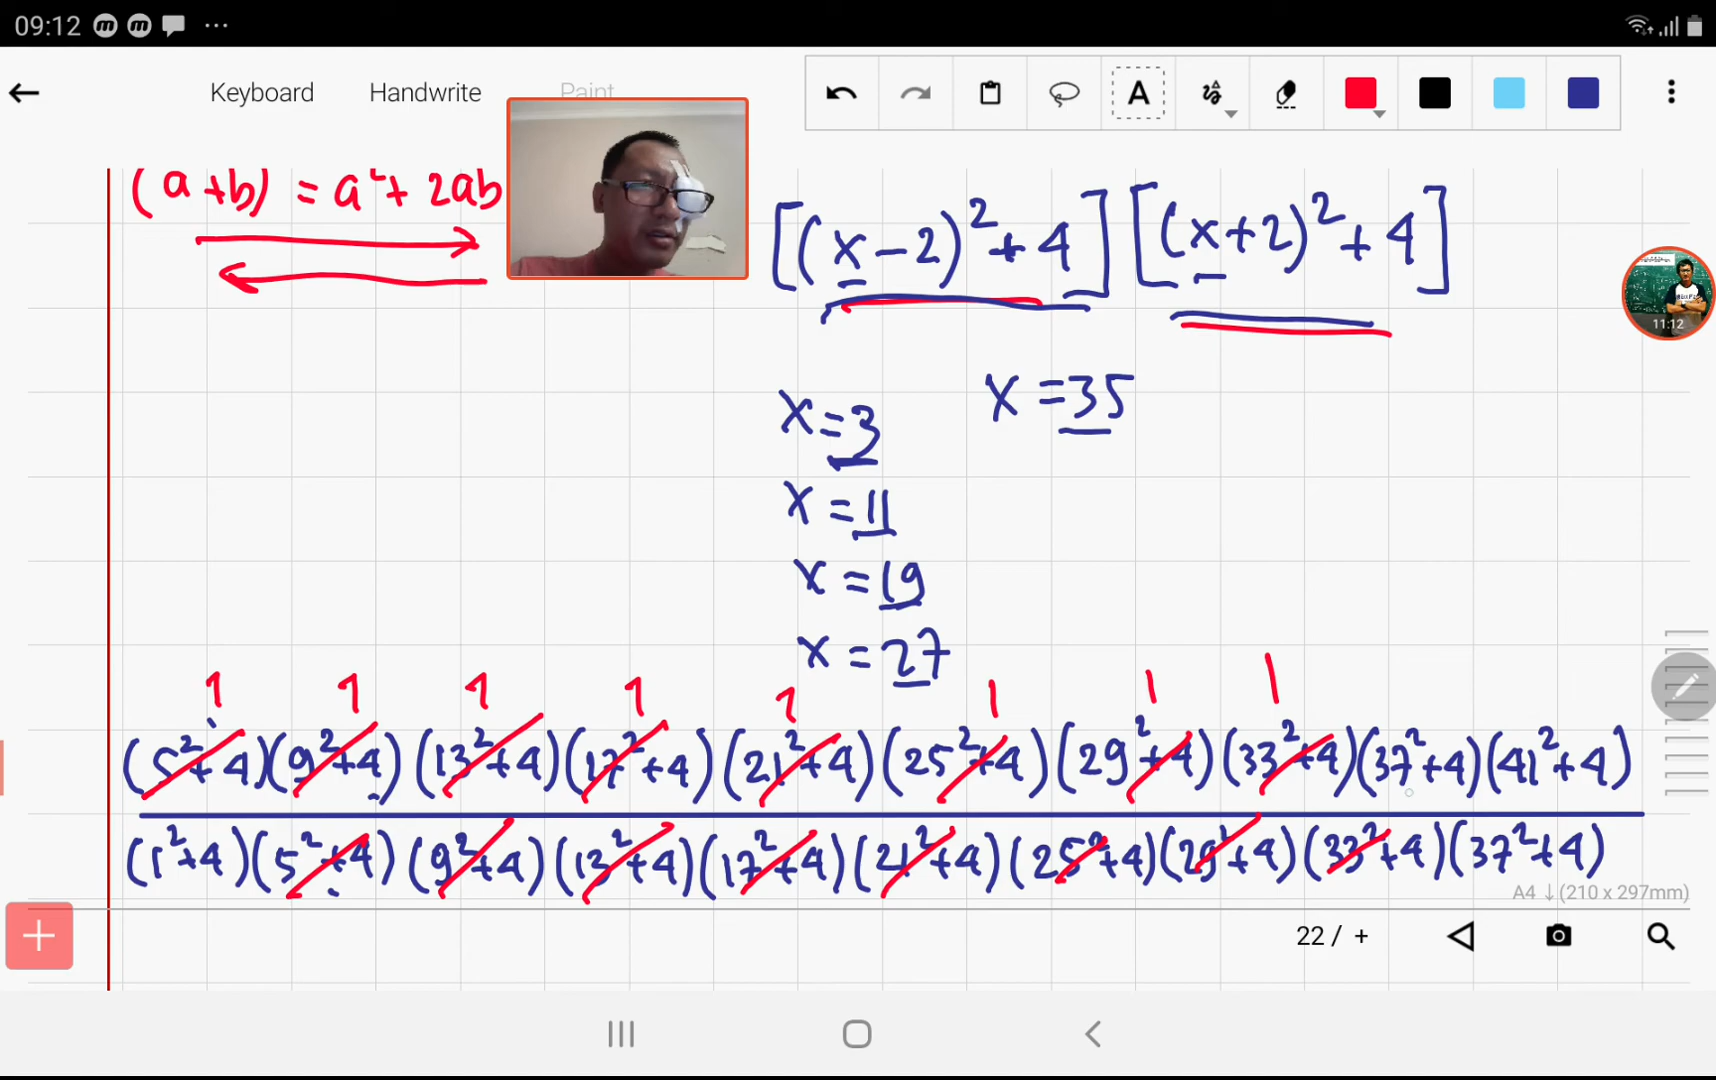 09:12
Keyboard Handwrite Paint
A
(a+b) = a²+ 2ab
[(x-2)²+4] [(x+2)²+4]
11:12
x = 35
x=3
x = 11
x = 19
x = 27
1 1 1 1 1 1 1 1
(5²+4)(9²+4)(13²+4)(17²+4)(21²+4)(25²+4)(29²+4)(33²+4)(37²+4)(41²+4)
(1²+4)(5²+4)(9²+4)(13²+4)(17²+4)(21²+4)(25²+4)(29²+4)(33²+4)(37²+4)
A4 ↓(210 x 297mm)
22 / +